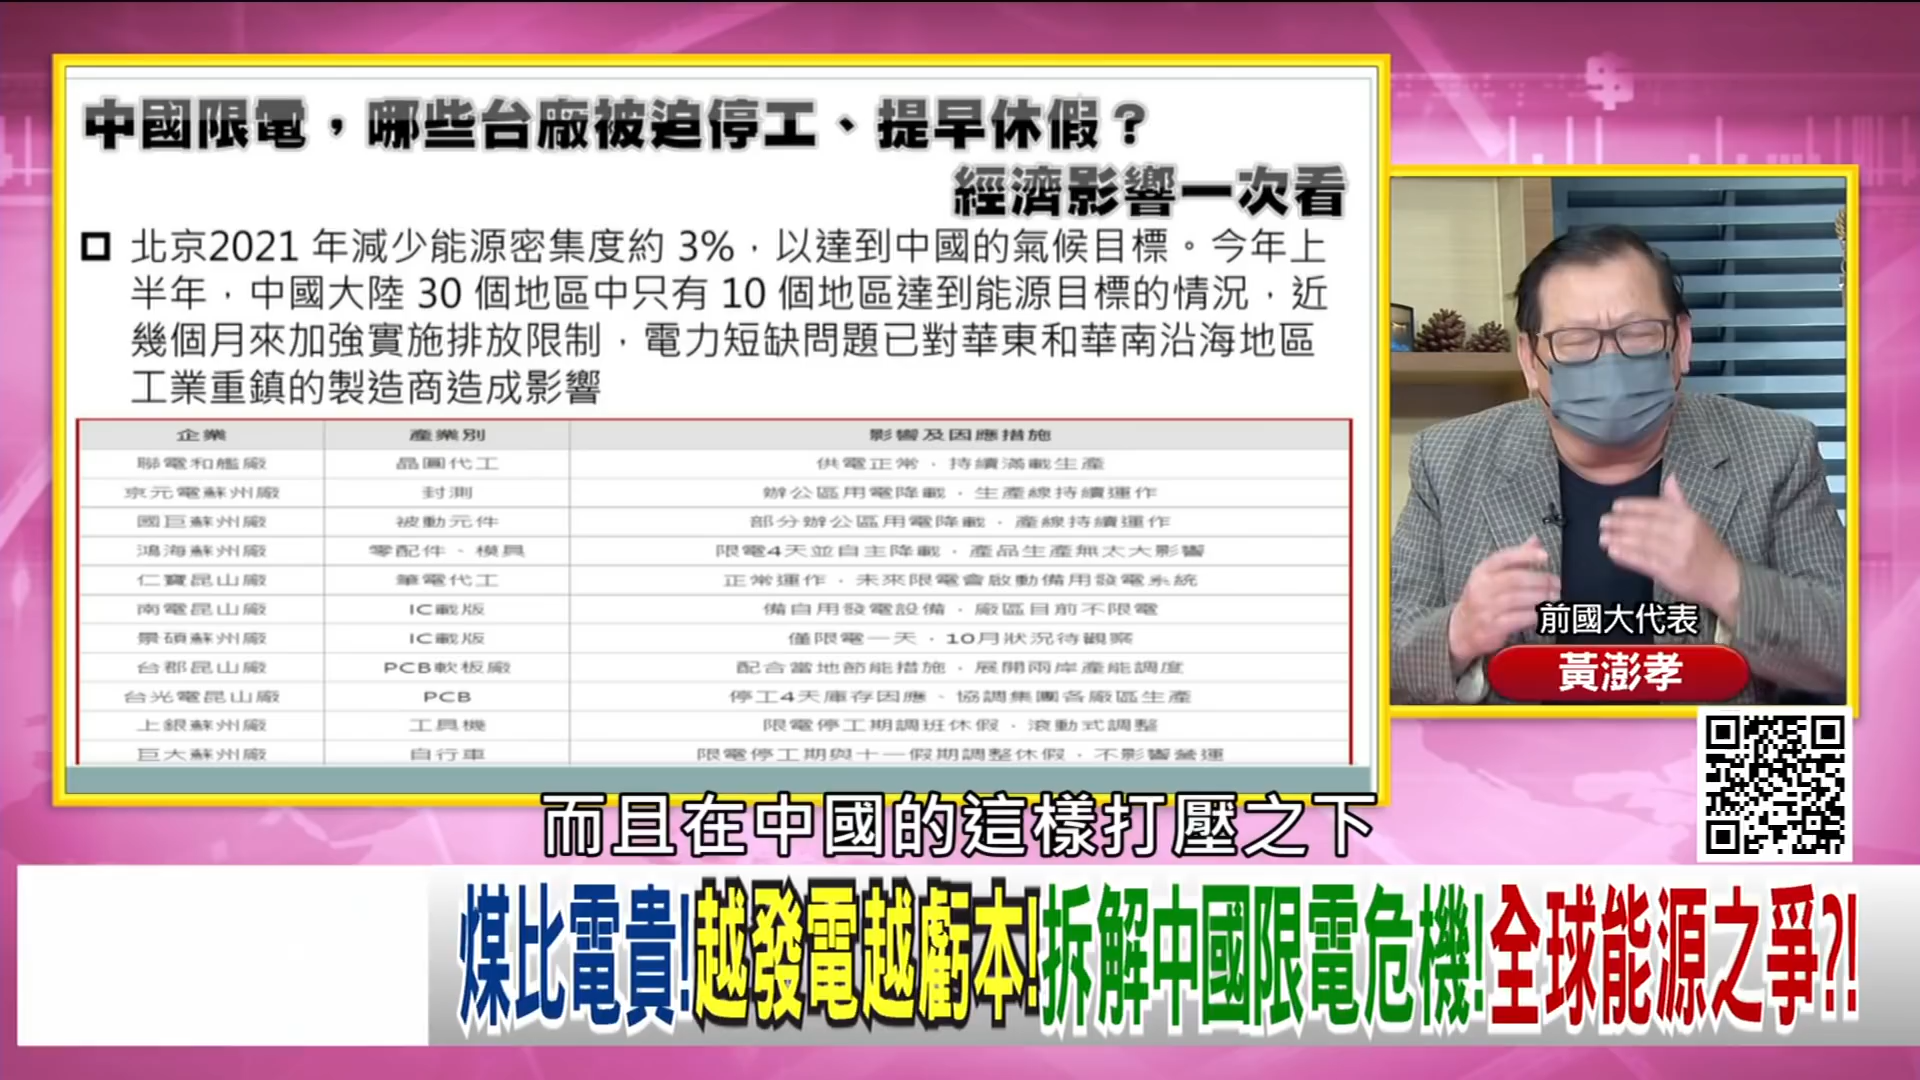 中國限電，哪些台廠被迫停工、提早休假？
經濟影響一次看
北京2021 年減少能源密集度約 3%，以達到中國的氣候目標。今年上
半年，中國大陸 30 個地區中只有 10 個地區達到能源目標的情況，近
幾個月來加強實施排放限制，電力短缺問題已對華東和華南沿海地區
工業重鎮的製造商造成影響
企業 產業別 影響及因應措施
聯電和艦廠 晶圓代工 供電正常，持續滿載生產
京元電蘇州廠 封測 辦公區用電降載，生產線持續運作
國巨蘇州廠 被動元件 部分辦公區用電降載，產線持續運作
鴻海蘇州廠 零配件、模具 限電4天並自主降載，產品生產無太大影響
仁寶昆山廠 筆電代工 正常運作，未來限電會啟動備用發電系統
南電昆山廠 IC載版 備自用發電設備，廠區目前不限電
景碩蘇州廠 IC載版 僅限電一天，10月狀況待觀察
台郡昆山廠 PCB軟板廠 配合當地節能措施，展開兩岸產能調度
台光電昆山廠 PCB 停工4天庫存因應、協調集團各廠區生產
上銀蘇州廠 工具機 限電停工期調班休假，滾動式調整
巨大蘇州廠 自行車 限電停工期與十一假期調整休假，不影響營運
前國大代表
黃澎孝
而且在中國的這樣打壓之下
煤比電貴!越發電越虧本!拆解中國限電危機!全球能源之爭?!